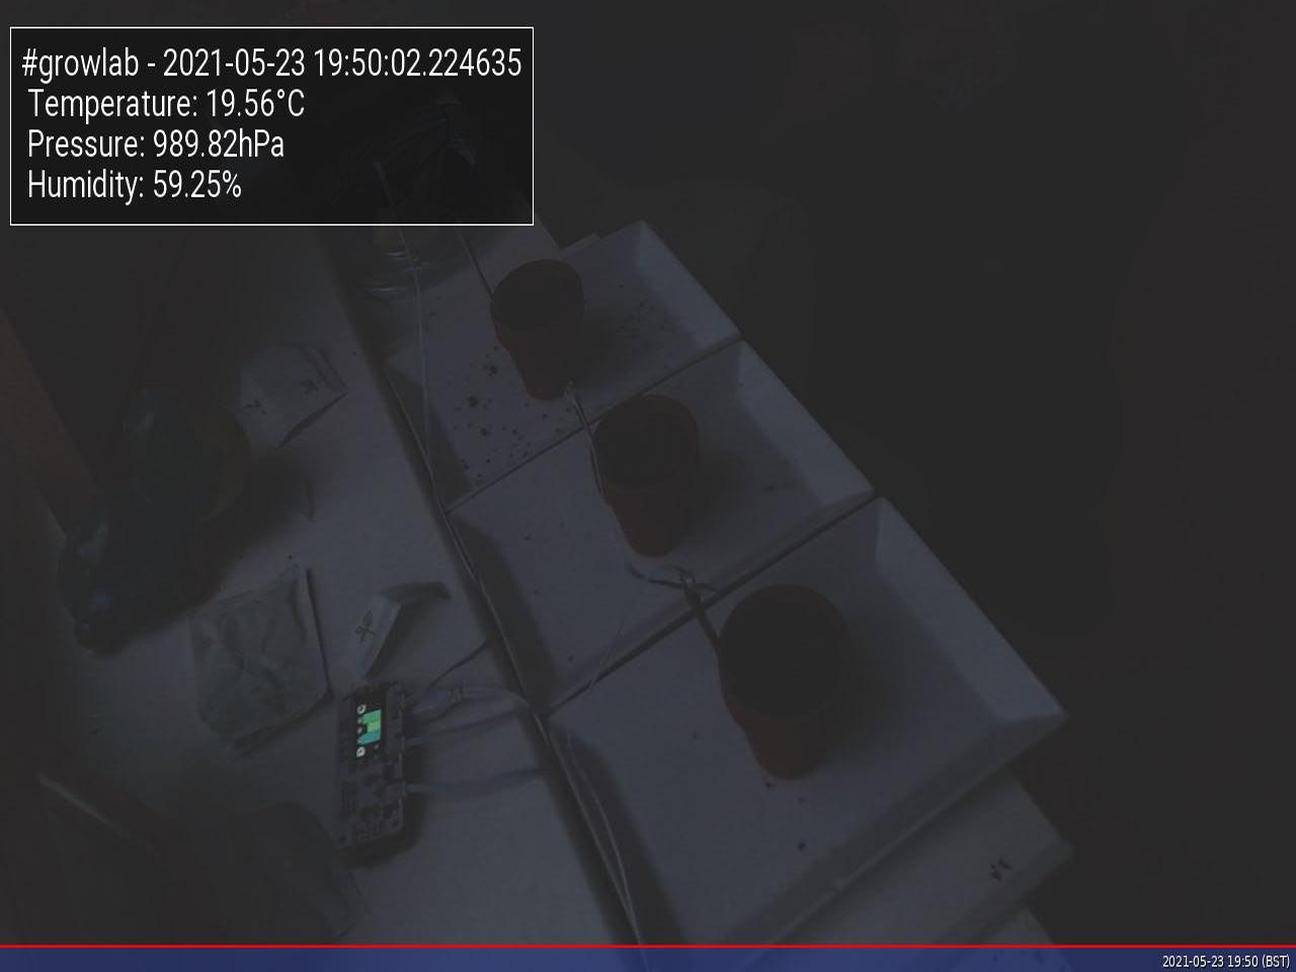 #growlab - 2021-05-23 19:50:02.224635
Temperature: 19.56°C
Pressure: 989.82hPa
Humidity: 59.25%
2021-05-23 19:50 (BST)